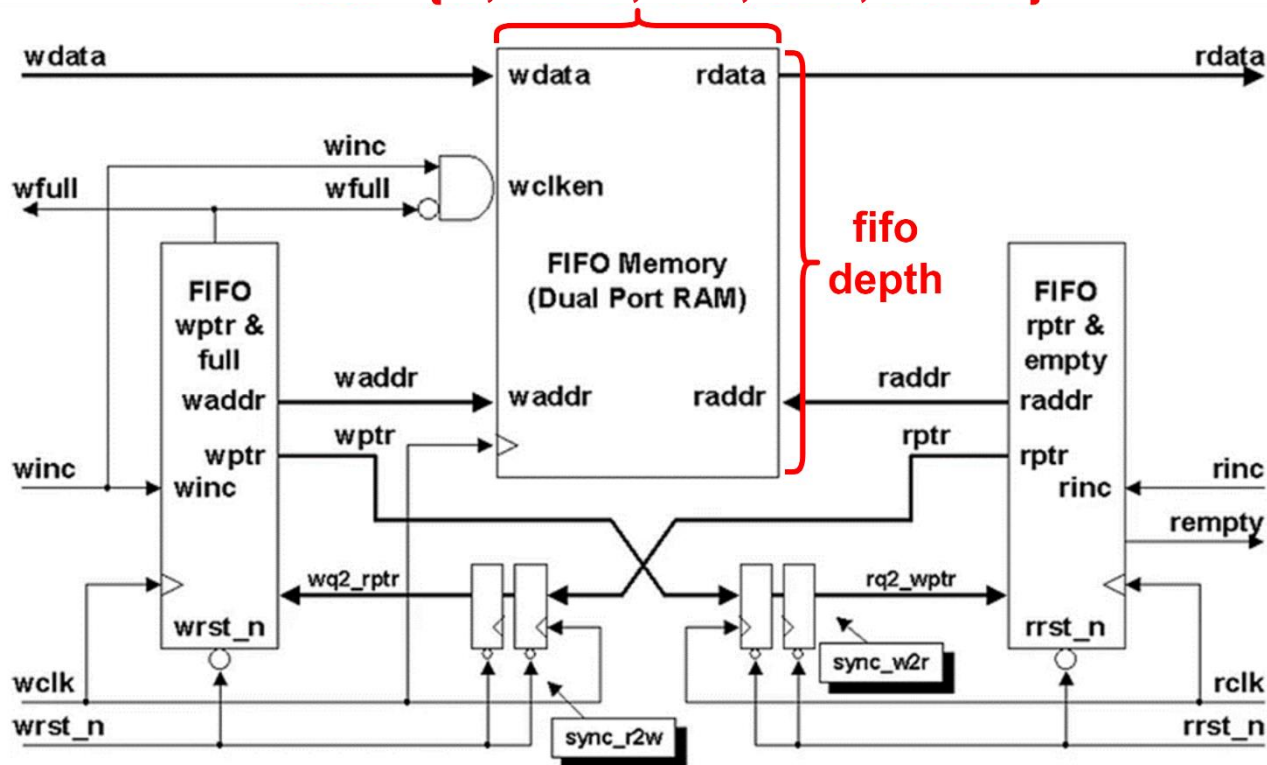 wdata
wdata
rdata
rdata
winc
wfull
wfull
wclken
FIFO Memory
(Dual Port RAM)
fifo
depth
FIFO
wptr &
full
FIFO
rptr &
empty
waddr
waddr
waddr
raddr
raddr
raddr
wptr
wptr
rptr
rptr
winc
winc
rinc
rinc
rempty
wq2_rptr
rq2_wptr
wrst_n
rrst_n
sync_w2r
wclk
rclk
wrst_n
sync_r2w
rrst_n